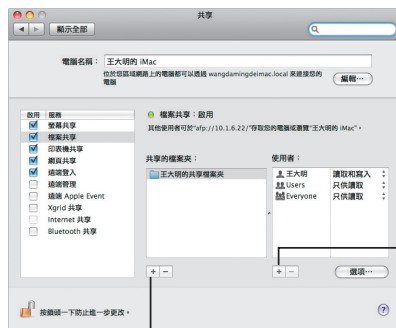 共享
顯示全部
電腦名稱：
王大明的 iMac
位於您區域網路上的電腦都可以透過 wangdamingdeimac.local 來接您的
電腦
編輯…
啟用 服務
螢幕共享
檔案共享
印表機共享
網頁共享
遠端登入
遠端管理
遠端 Apple Event
Xgrid 共享
Internet 共享
Bluetooth 共享
檔案共享：啟用
其他使用者可於"afp://10.1.6.22/"存取您的電腦或瀏覽"王大明的 iMac"。
共享的檔案夾：
王大明的共享檔案夾
使用者：
王大明 讀取和寫入
Users 只供讀取
Everyone 只供讀取
+ −
+ −
選項…
按鎖頭一下防止進一步更改。
?